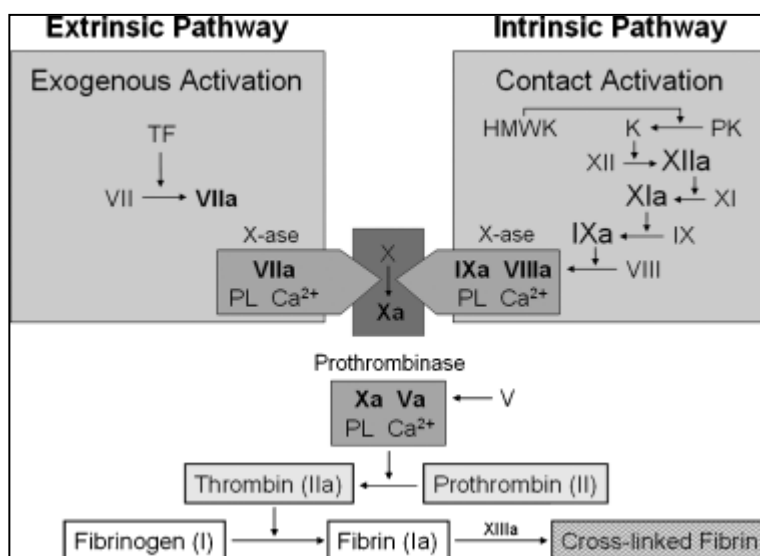 Extrinsic Pathway
Intrinsic Pathway
Exogenous Activation
Contact Activation
TF
HMWK K PK
XII XIIa
VII VIIa
XIa XI
IXa IX
X-ase
X-ase
VIIa
PL Ca²⁺
X
Xa
IXa VIIIa
PL Ca²⁺
VIII
Prothrombinase
Xa Va
PL Ca²⁺
V
Thrombin (IIa)
Prothrombin (II)
Fibrinogen (I)
Fibrin (Ia)
XIIIa
Cross-linked Fibrin